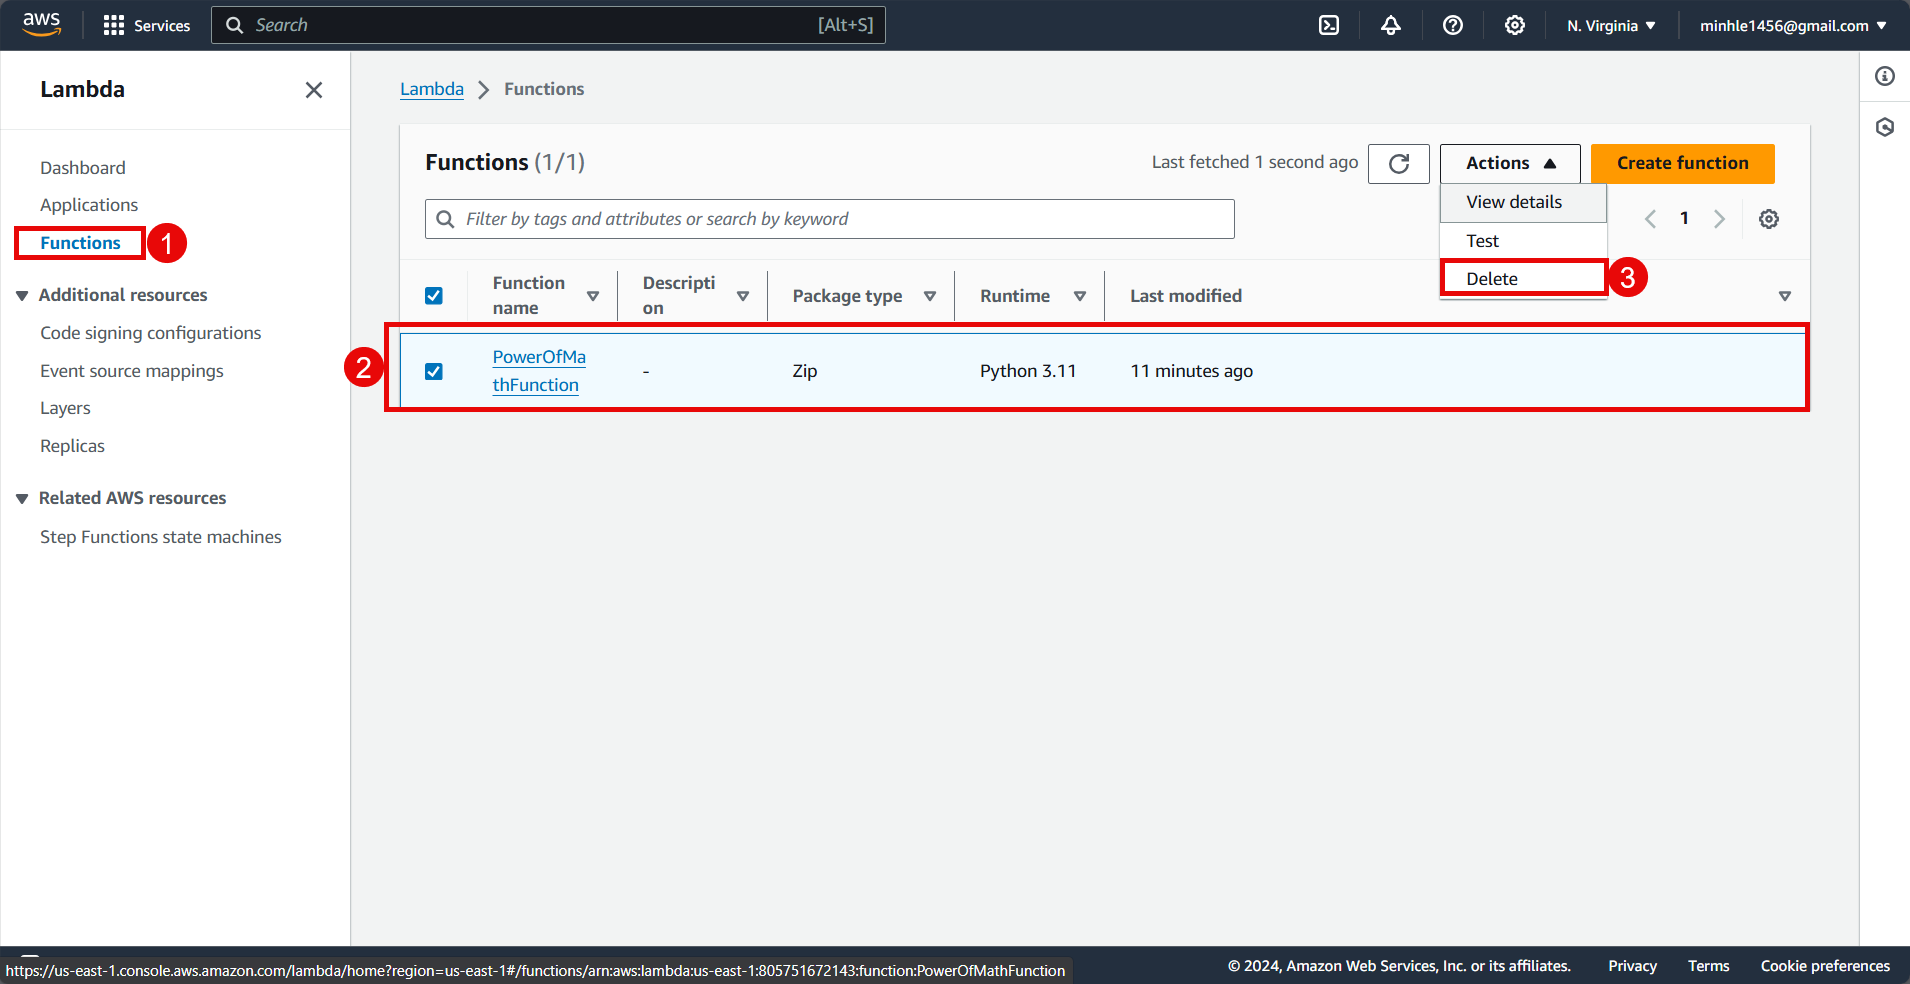 aws
Services
Search
[Alt+S]
N. Virginia
minhle1456@gmail.com
Lambda
Dashboard
Applications
Functions
1
Additional resources
Code signing configurations
Event source mappings
Layers
Replicas
Related AWS resources
Step Functions state machines
Lambda
Functions
Functions (1/1)
Last fetched 1 second ago
Actions
Create function
View details
Test
Delete
3
Filter by tags and attributes or search by keyword
1
Function
name
Descripti
on
Package type
Runtime
Last modified
2
PowerOfMa
thFunction
-
Zip
Python 3.11
11 minutes ago
https://us-east-1.console.aws.amazon.com/lambda/home?region=us-east-1#/functions/arn:aws:lambda:us-east-1:805751672143:function:PowerOfMathFunction
© 2024, Amazon Web Services, Inc. or its affiliates.
Privacy
Terms
Cookie preferences